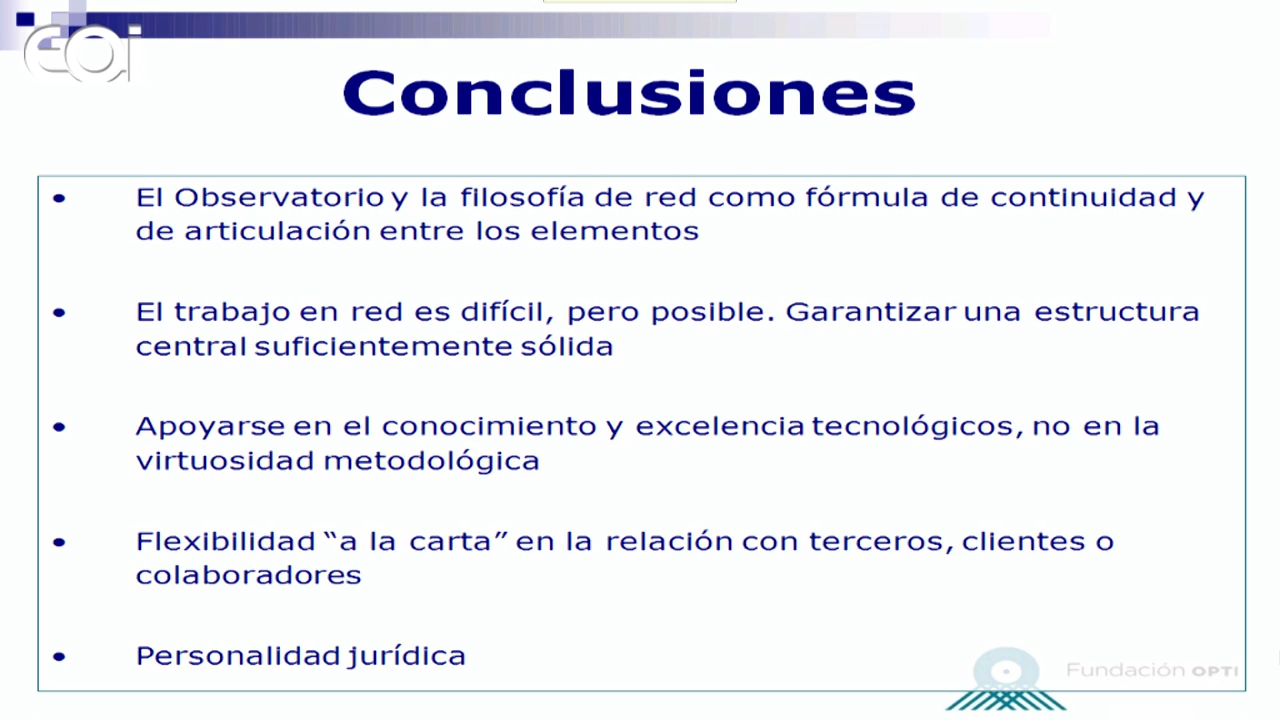 eoi
Conclusiones
• El Observatorio y la filosofía de red como fórmula de continuidad y
de articulación entre los elementos
• El trabajo en red es difícil, pero posible. Garantizar una estructura
central suficientemente sólida
• Apoyarse en el conocimiento y excelencia tecnológicos, no en la
virtuosidad metodológica
• Flexibilidad “a la carta” en la relación con terceros, clientes o
colaboradores
• Personalidad jurídica
Fundación OPTI